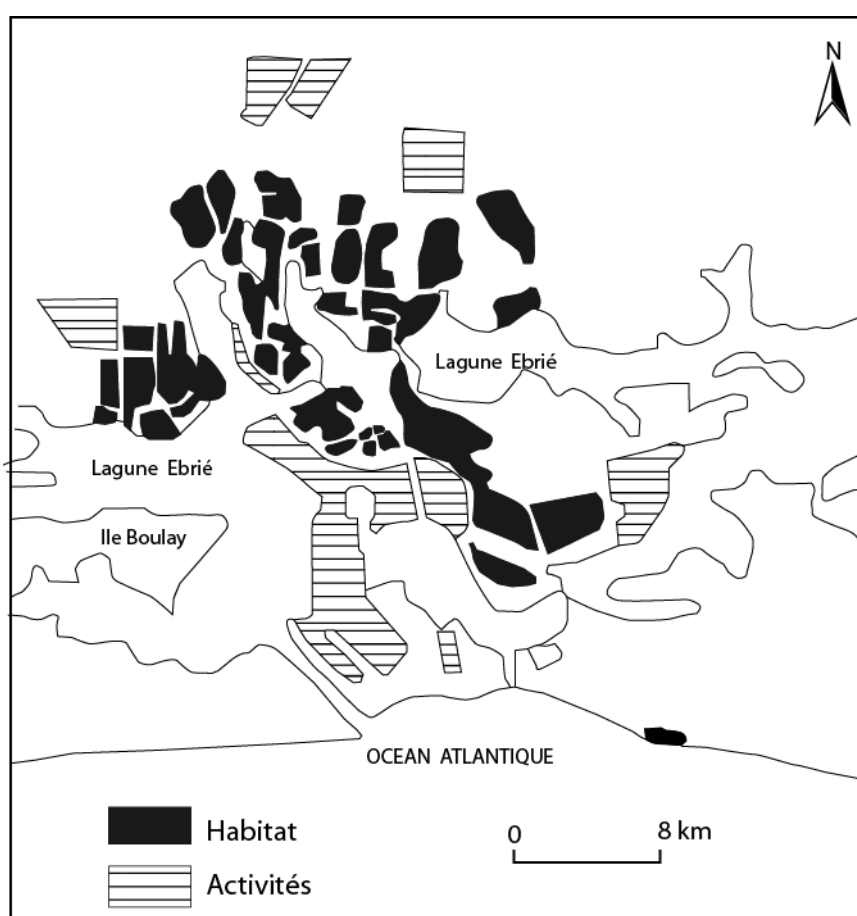 N
Lagune Ebrié
Lagune Ebrié
Ile Boulay
OCEAN ATLANTIQUE
Habitat
0 8 km
Activités